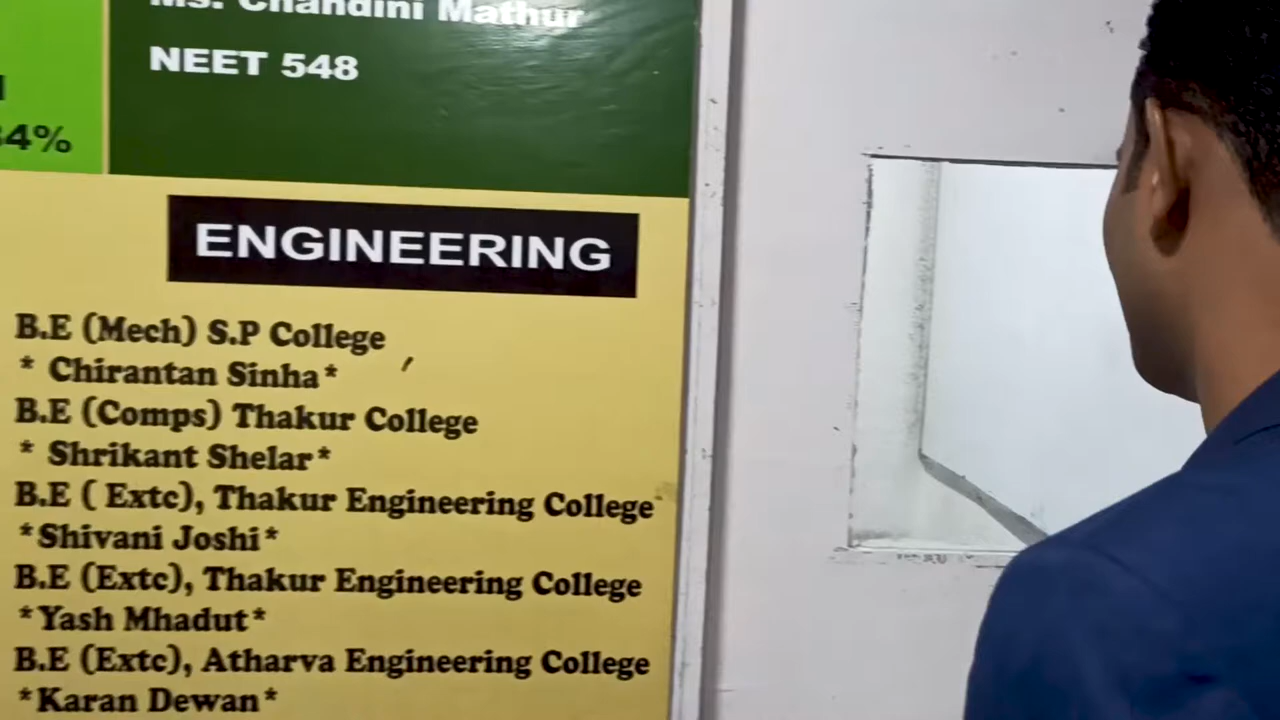 Ms. Chandini Mathur
NEET 548
34%
ENGINEERING
B.E (Mech) S.P College
* Chirantan Sinha*
B.E (Comps) Thakur College
* Shrikant Shelar*
B.E ( Extc), Thakur Engineering College
*Shivani Joshi*
B.E (Extc), Thakur Engineering College
*Yash Mhadut*
B.E (Extc), Atharva Engineering College
*Karan Dewan*